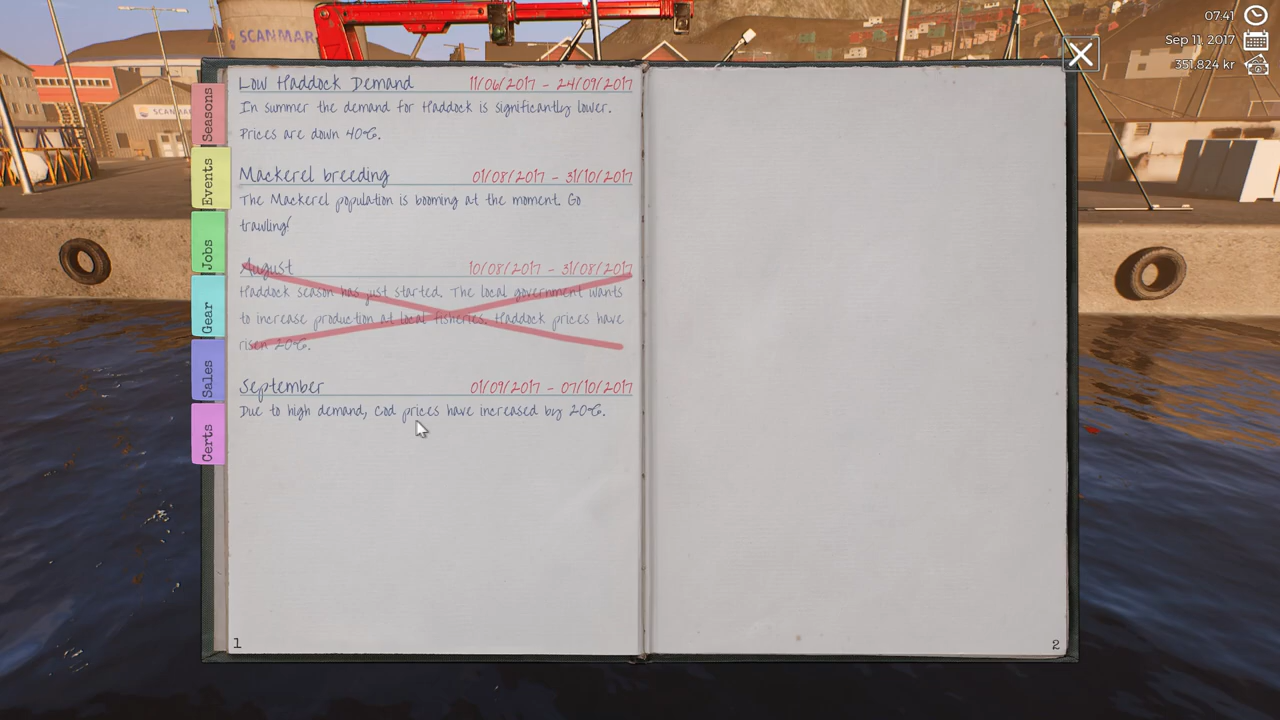 SCANMAR
SCANMAR
07:41
Sep 11, 2017
351.824 kr
Seasons
Events
Jobs
Gear
Sales
Certs
Low Haddock Demand 11/06/2017 - 24/09/2017
In summer the demand for Haddock is significantly lower.
Prices are down 40%.
Mackerel breeding 01/08/2017 - 31/10/2017
The Mackerel population is booming at the moment. Go
trawling!
August 10/08/2017 - 31/08/2017
Haddock season has just started. The local government wants
to increase production at local fisheries. Haddock prices have
risen 20%.
September 01/09/2017 - 07/10/2017
Due to high demand, Cod prices have increased by 20%.
1
2